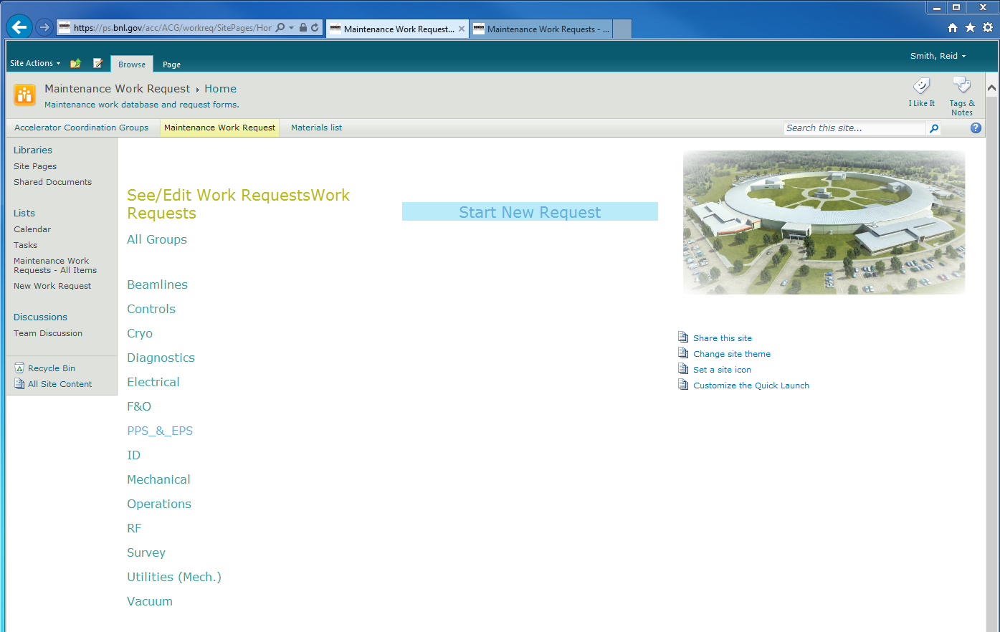 https://ps.bnl.gov/acc/ACG/workreq/SitePages/Hor
Maintenance Work Request...
Maintenance Work Requests - ...
Smith, Reid
Site Actions
Browse
Page
Maintenance Work Request Home
Maintenance work database and request forms.
I Like It
Tags &
Notes
Accelerator Coordination Groups
Maintenance Work Request
Materials list
Search this site...
Libraries
Site Pages
Shared Documents
Lists
Calendar
Tasks
Maintenance Work
Requests - All Items
New Work Request
Discussions
Team Discussion
Recycle Bin
All Site Content
See/Edit Work RequestsWork
Requests
All Groups
Beamlines
Controls
Cryo
Diagnostics
Electrical
F&O
PPS_&_EPS
ID
Mechanical
Operations
RF
Survey
Utilities (Mech.)
Vacuum
Start New Request
Share this site
Change site theme
Set a site icon
Customize the Quick Launch